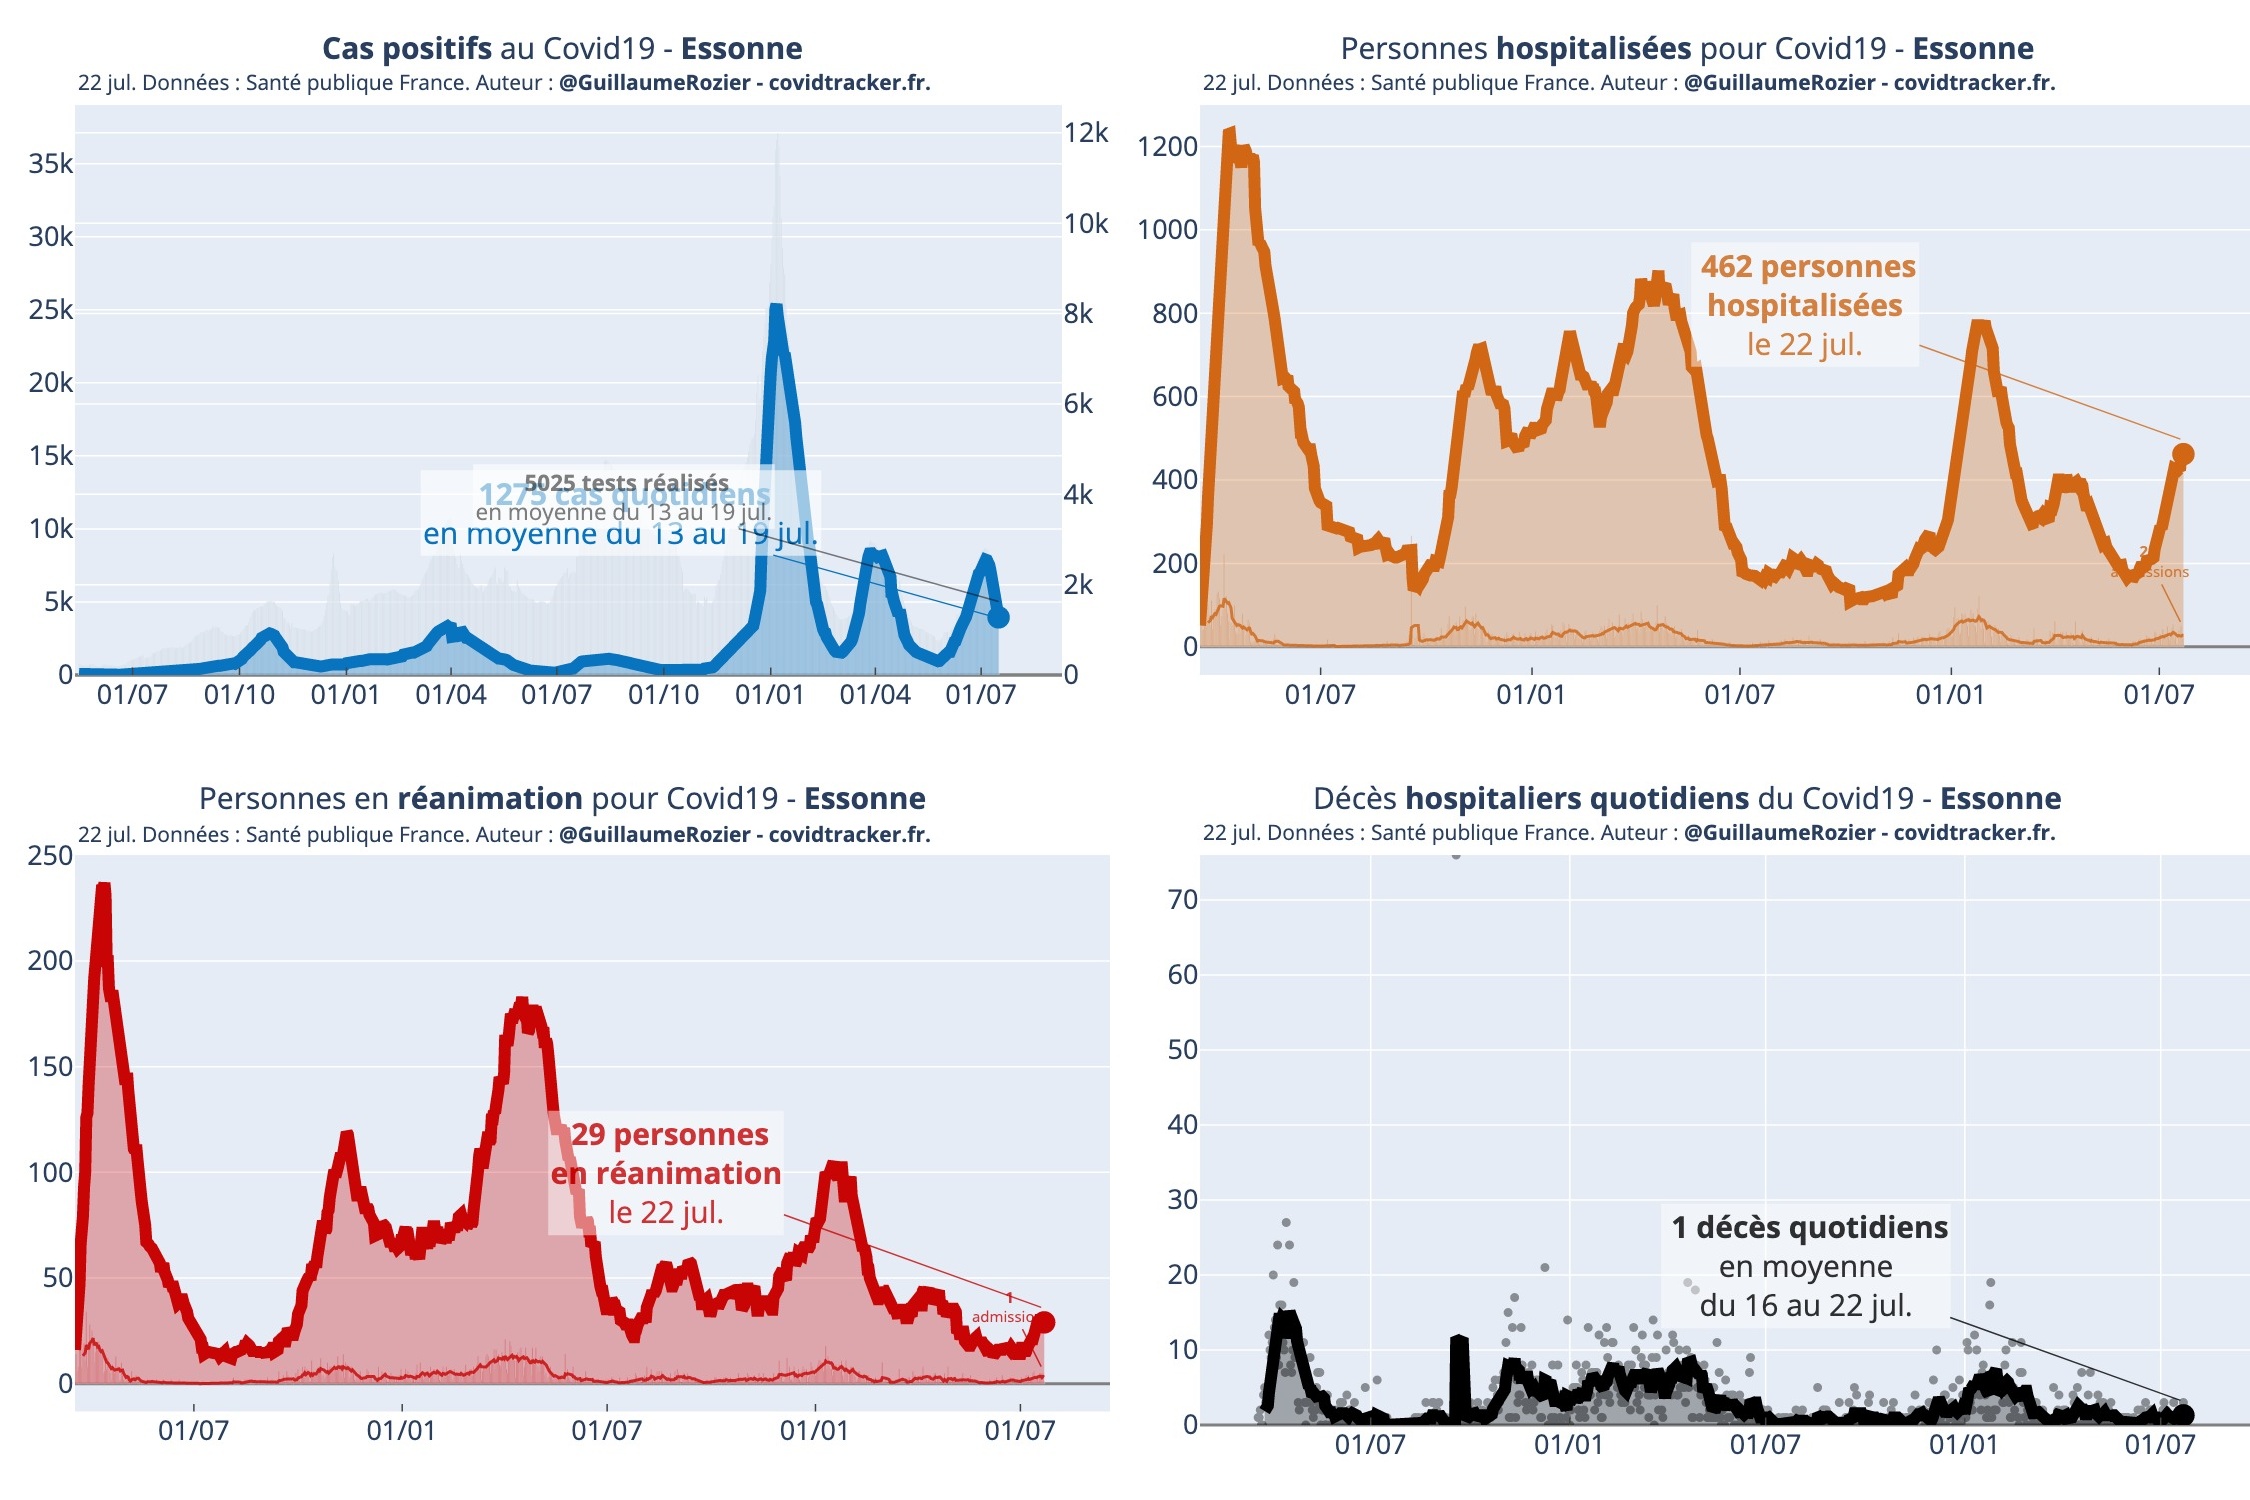 Cas positifs au Covid19 - Essonne
22 jul. Données : Santé publique France. Auteur : @GuillaumeRozier - covidtracker.fr.
35k
30k
25k
20k
15k
10k
5k
0
12k
10k
8k
6k
4k
2k
0
5025 tests réalisés
en moyenne du 13 au 19 jul.
1275 cas quotidiens
en moyenne du 13 au 19 jul.
01/07 01/10 01/01 01/04 01/07 01/10 01/01 01/04 01/07
Personnes hospitalisées pour Covid19 - Essonne
22 jul. Données : Santé publique France. Auteur : @GuillaumeRozier - covidtracker.fr.
1200
1000
800
600
400
200
0
462 personnes
hospitalisées
le 22 jul.
01/07 01/01 01/07 01/01 01/07
Personnes en réanimation pour Covid19 - Essonne
22 jul. Données : Santé publique France. Auteur : @GuillaumeRozier - covidtracker.fr.
250
200
150
100
50
0
29 personnes
en réanimation
le 22 jul.
1
01/07 01/01 01/07 01/01 01/07
Décès hospitaliers quotidiens du Covid19 - Essonne
22 jul. Données : Santé publique France. Auteur : @GuillaumeRozier - covidtracker.fr.
70
60
50
40
30
20
10
0
1 décès quotidiens
en moyenne
du 16 au 22 jul.
01/07 01/01 01/07 01/01 01/07